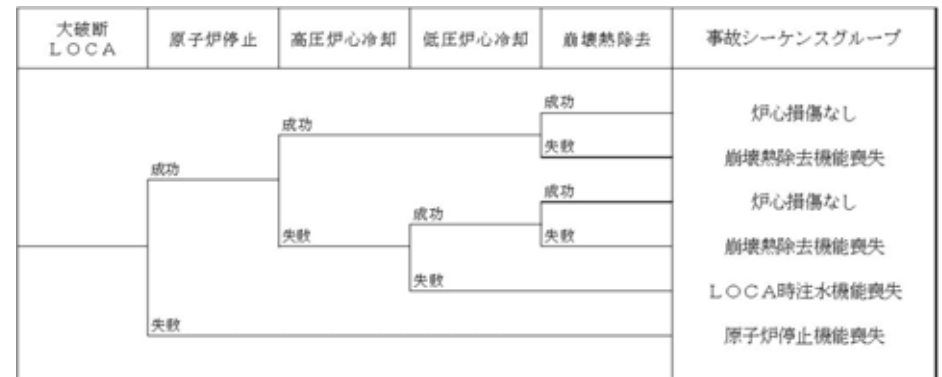 大破断
LOCA
原子炉停止
高圧炉心冷却
低圧炉心冷却
崩壊熱除去
事故シーケンスグループ
成功
炉心損傷なし
成功
失敗
崩壊熱除去機能喪失
成功
成功
炉心損傷なし
成功
失敗
失敗
崩壊熱除去機能喪失
失敗
LOCA時注水機能喪失
失敗
原子炉停止機能喪失